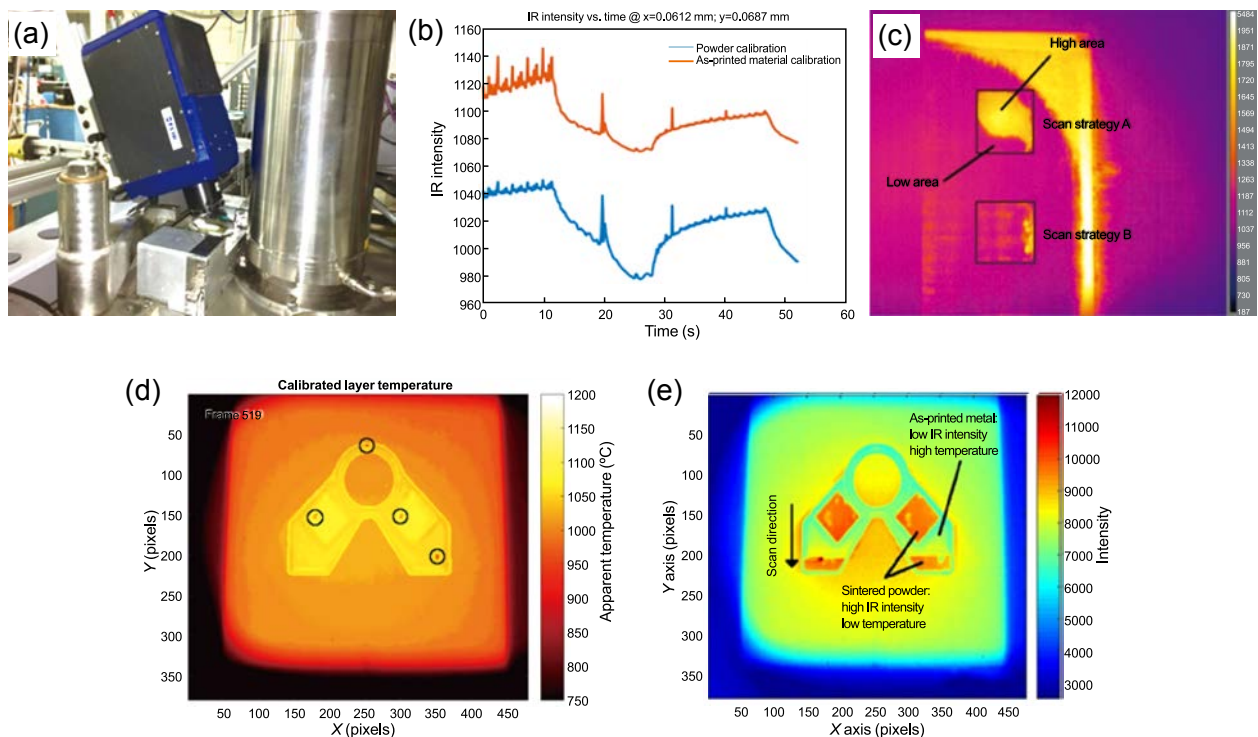 (a)
(b)
IR intensity vs. time @ x=0.0612 mm; y=0.0687 mm
Powder calibration
As-printed material calibration
1160
1140
1120
1100
1080
1060
1040
1020
1000
980
960
IR intensity
0
10
20
30
40
50
60
Time (s)
(c)
High area
Scan strategy A
Low area
Scan strategy B
5484
1951
1871
1795
1720
1644
1569
1494
1413
1338
1263
1187
1112
1037
956
881
805
730
187
(d)
Calibrated layer temperature
Frame 519
50
100
150
200
250
300
350
Y (pixels)
50 100 150 200 250 300 350 400 450
X (pixels)
1200
1150
1100
1050
1000
950
900
850
800
750
Apparent temperature (ºC)
(e)
As-printed metal:
low IR intensity
high temperature
Scan direction
Sintered powder:
high IR intensity
low temperature
50
100
150
200
250
300
350
Y axis (pixels)
50 100 150 200 250 300 350 400 450
X axis (pixels)
12000
11000
10000
9000
8000
7000
6000
5000
4000
3000
Intensity